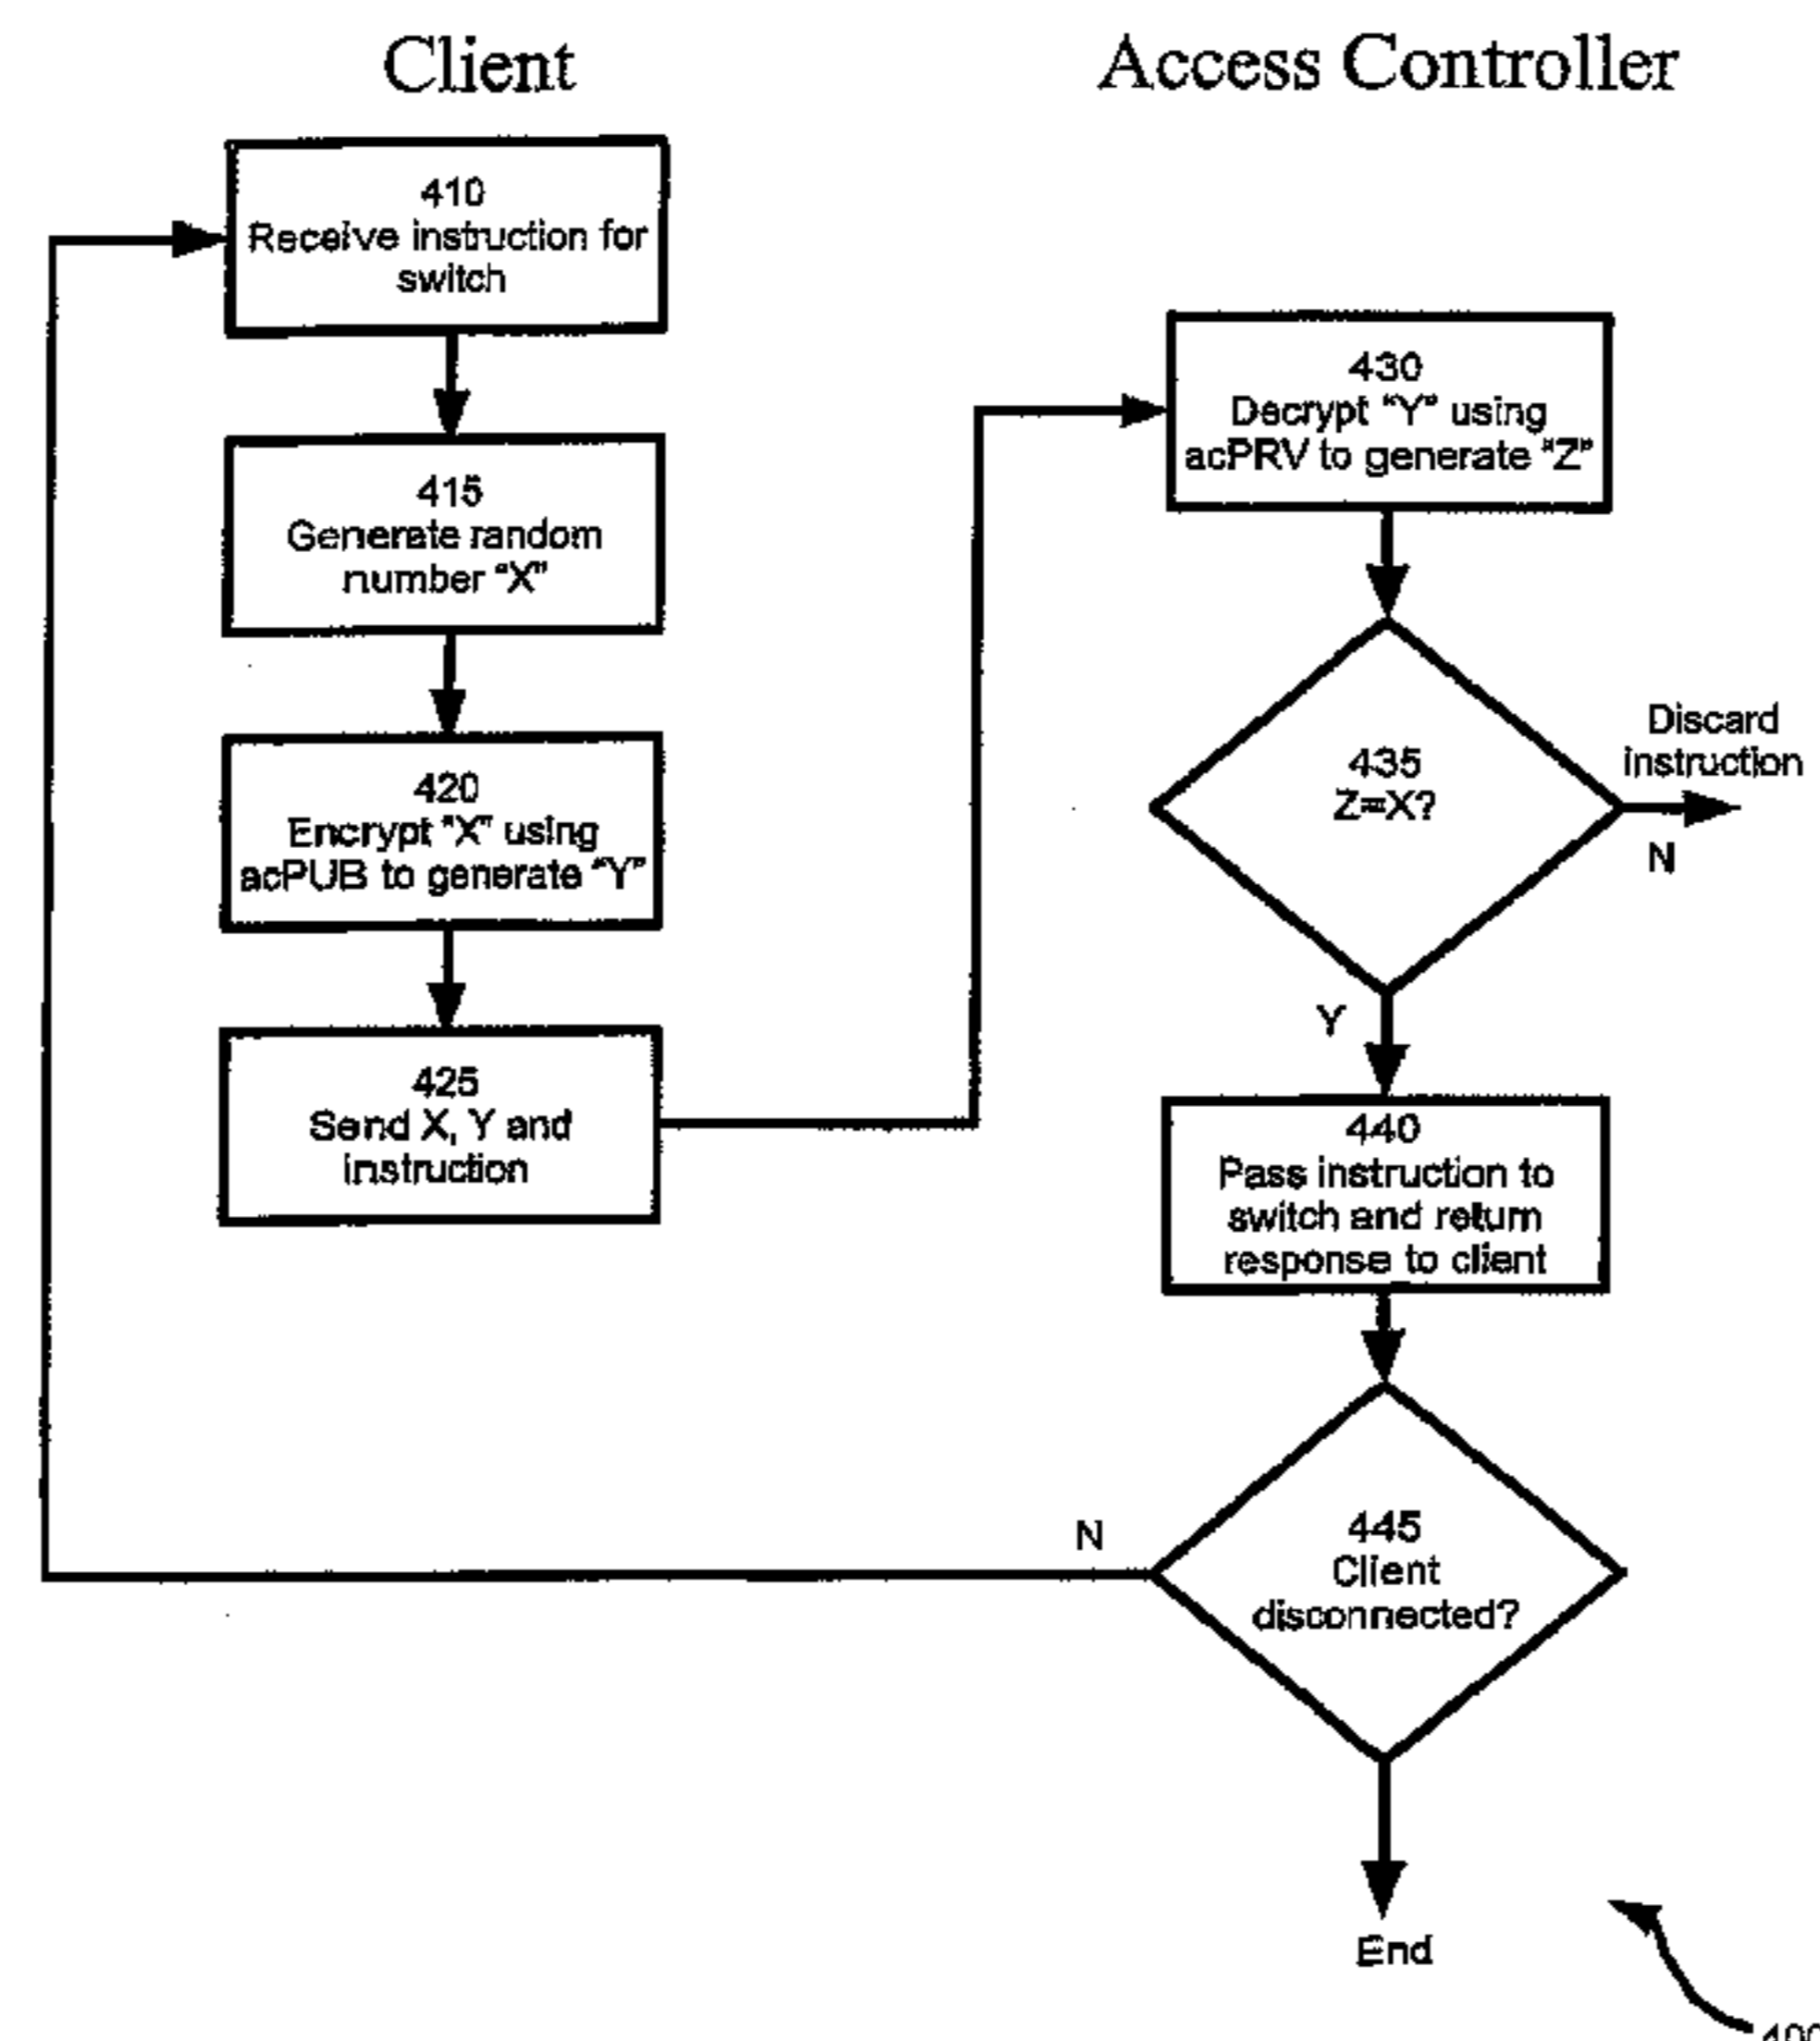 Client
Access Controller
410
Receive instruction for
switch
415
Generate random
number “X”
420
Encrypt “X” using
acPUB to generate “Y”
425
Send X, Y and
instruction
430
Decrypt “Y” using
acPRV to generate “Z”
435
Z=X?
Discard
instruction
N
Y
440
Pass instruction to
switch and return
response to client
445
Client
disconnected?
N
End
400